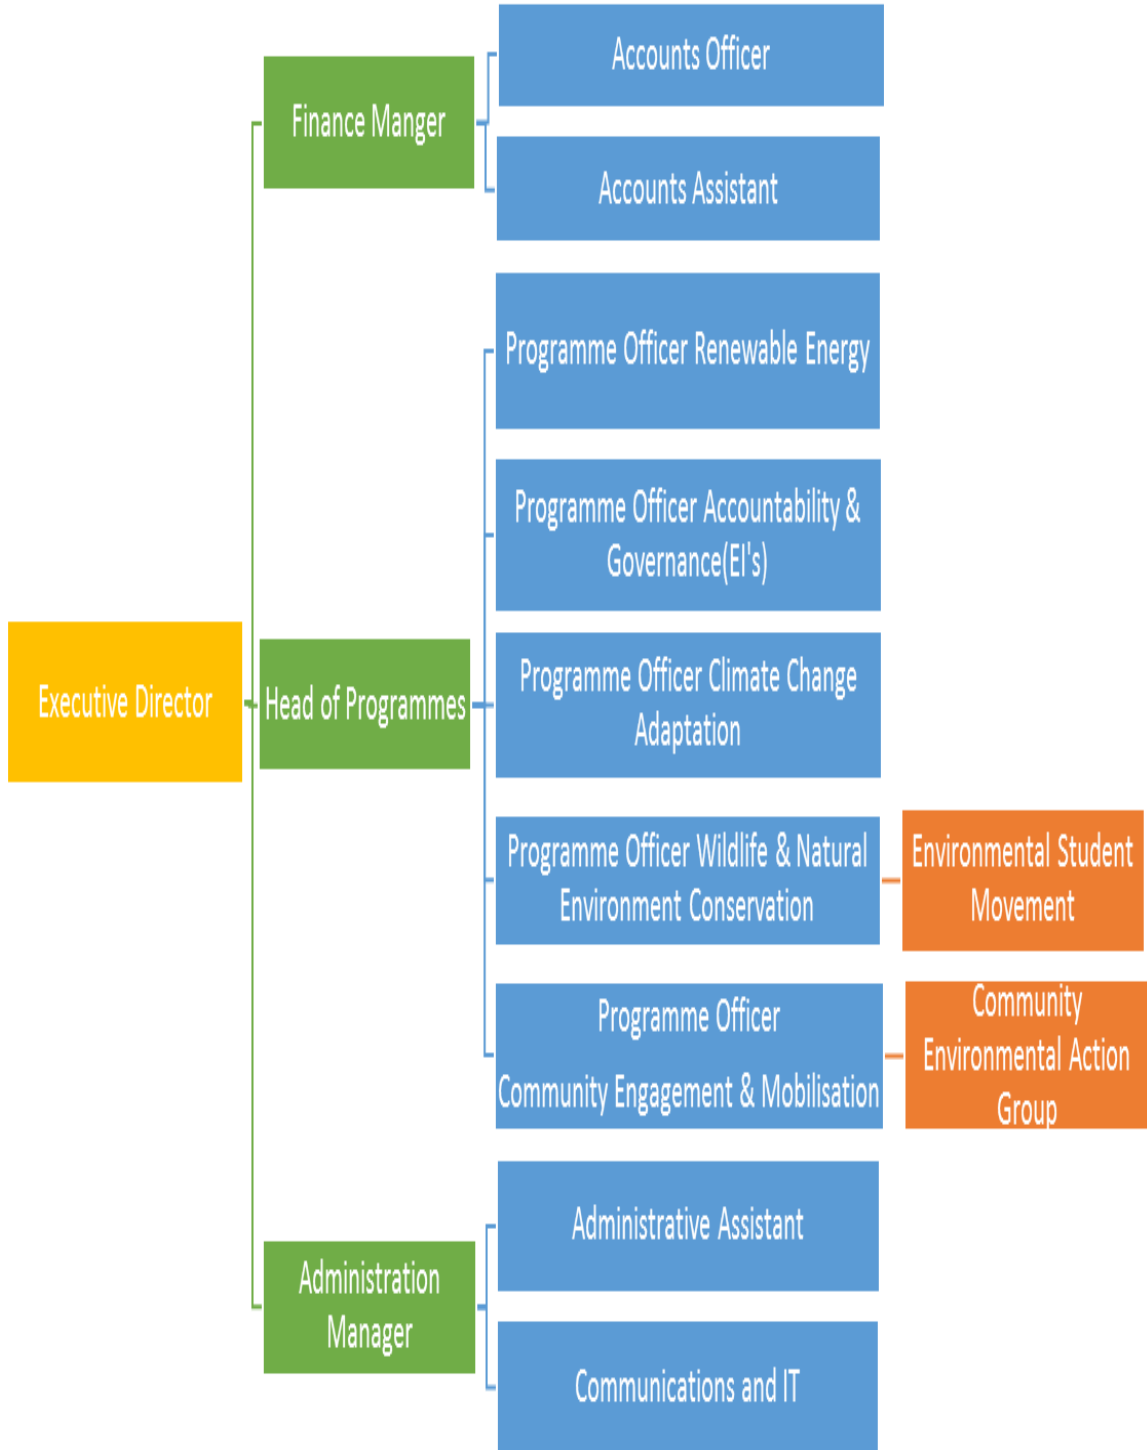 Accounts Officer
Finance Manger
Accounts Assistant
Programme Officer Renewable Energy
Programme Officer Accountability &
Governance(EI's)
Executive Director
Head of Programmes
Programme Officer Climate Change
Adaptation
Programme Officer Wildlife & Natural
Environment Conservation
Environmental Student
Movement
Programme Officer
Community Engagement & Mobilisation
Community
Environmental Action
Group
Administration
Manager
Administrative Assistant
Communications and IT